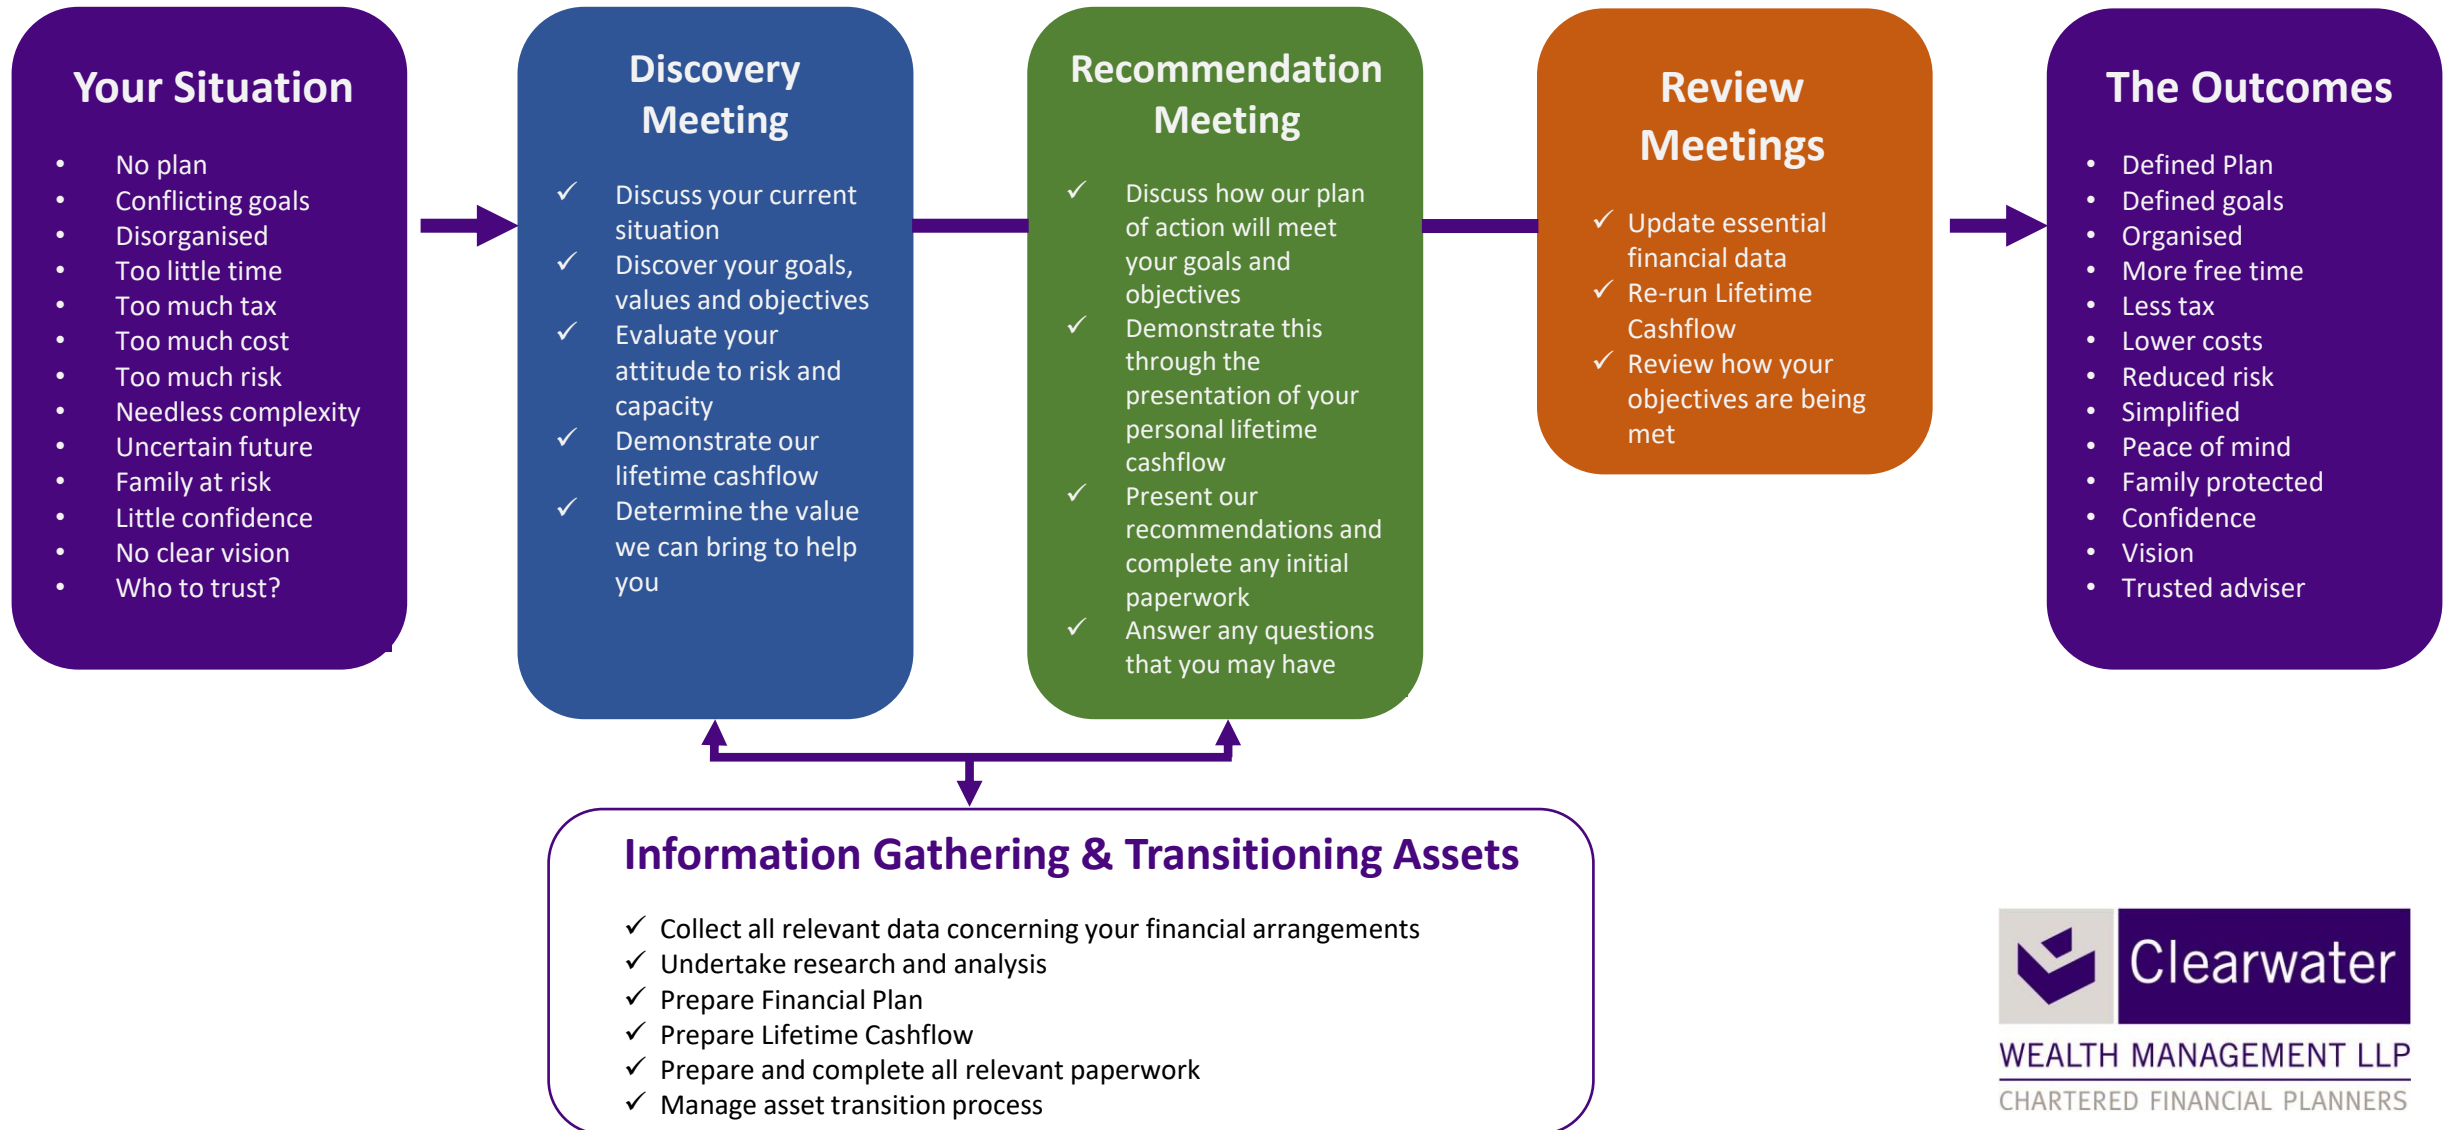 Your Situation
• No plan
• Conflicting goals
• Disorganised
• Too little time
• Too much tax
• Too much cost
• Too much risk
• Needless complexity
• Uncertain future
• Family at risk
• Little confidence
• No clear vision
• Who to trust?
Discovery
Meeting
✓ Discuss your current
situation
✓ Discover your goals,
values and objectives
✓ Evaluate your
attitude to risk and
capacity
✓ Demonstrate our
lifetime cashflow
✓ Determine the value
we can bring to help
you
Recommendation
Meeting
✓ Discuss how our plan
of action will meet
your goals and
objectives
✓ Demonstrate this
through the
presentation of your
personal lifetime
cashflow
✓ Present our
recommendations and
complete any initial
paperwork
✓ Answer any questions
that you may have
Review
Meetings
✓ Update essential
financial data
✓ Re-run Lifetime
Cashflow
✓ Review how your
objectives are being
met
The Outcomes
• Defined Plan
• Defined goals
• Organised
• More free time
• Less tax
• Lower costs
• Reduced risk
• Simplified
• Peace of mind
• Family protected
• Confidence
• Vision
• Trusted adviser
Information Gathering & Transitioning Assets
✓ Collect all relevant data concerning your financial arrangements
✓ Undertake research and analysis
✓ Prepare Financial Plan
✓ Prepare Lifetime Cashflow
✓ Prepare and complete all relevant paperwork
✓ Manage asset transition process
Clearwater
WEALTH MANAGEMENT LLP
CHARTERED FINANCIAL PLANNERS